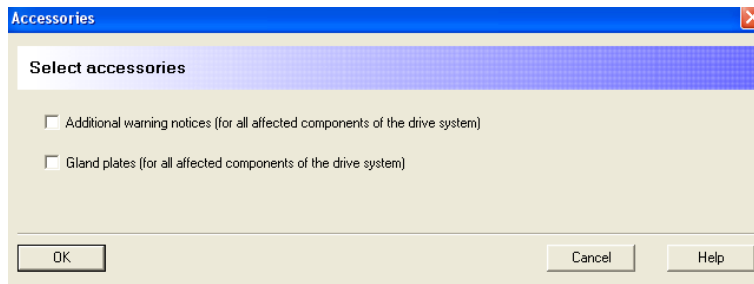 Accessories
Select accessories
Additional warning notices (for all affected components of the drive system)
Gland plates (for all affected components of the drive system)
OK Cancel Help